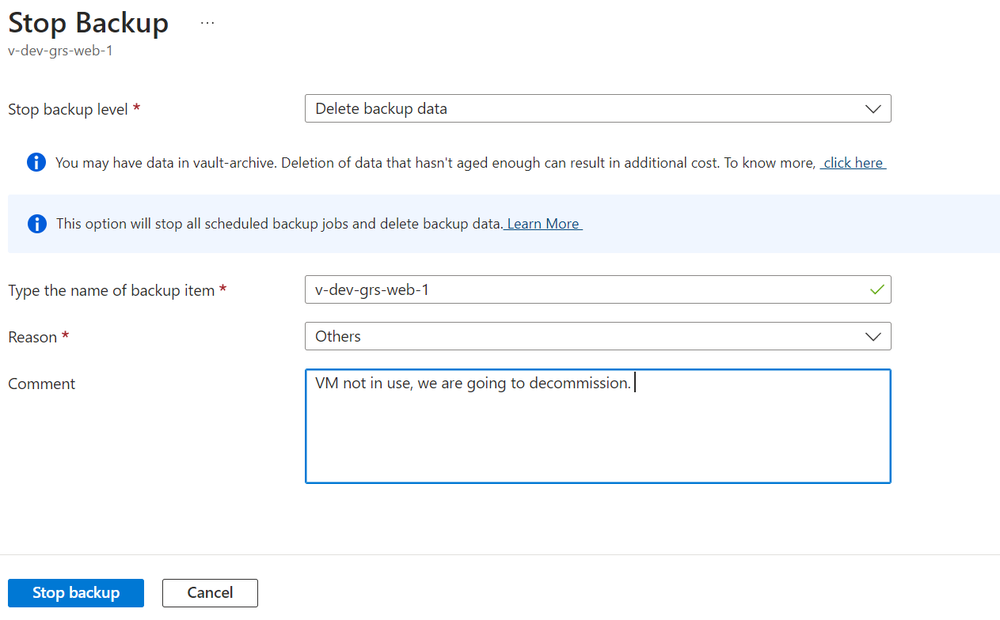 Stop Backup ...
v-dev-grs-web-1
Stop backup level * Delete backup data
You may have data in vault-archive. Deletion of data that hasn't aged enough can result in additional cost. To know more, click here
This option will stop all scheduled backup jobs and delete backup data. Learn More
Type the name of backup item * v-dev-grs-web-1
Reason * Others
Comment VM not in use, we are going to decommission.
Stop backup Cancel